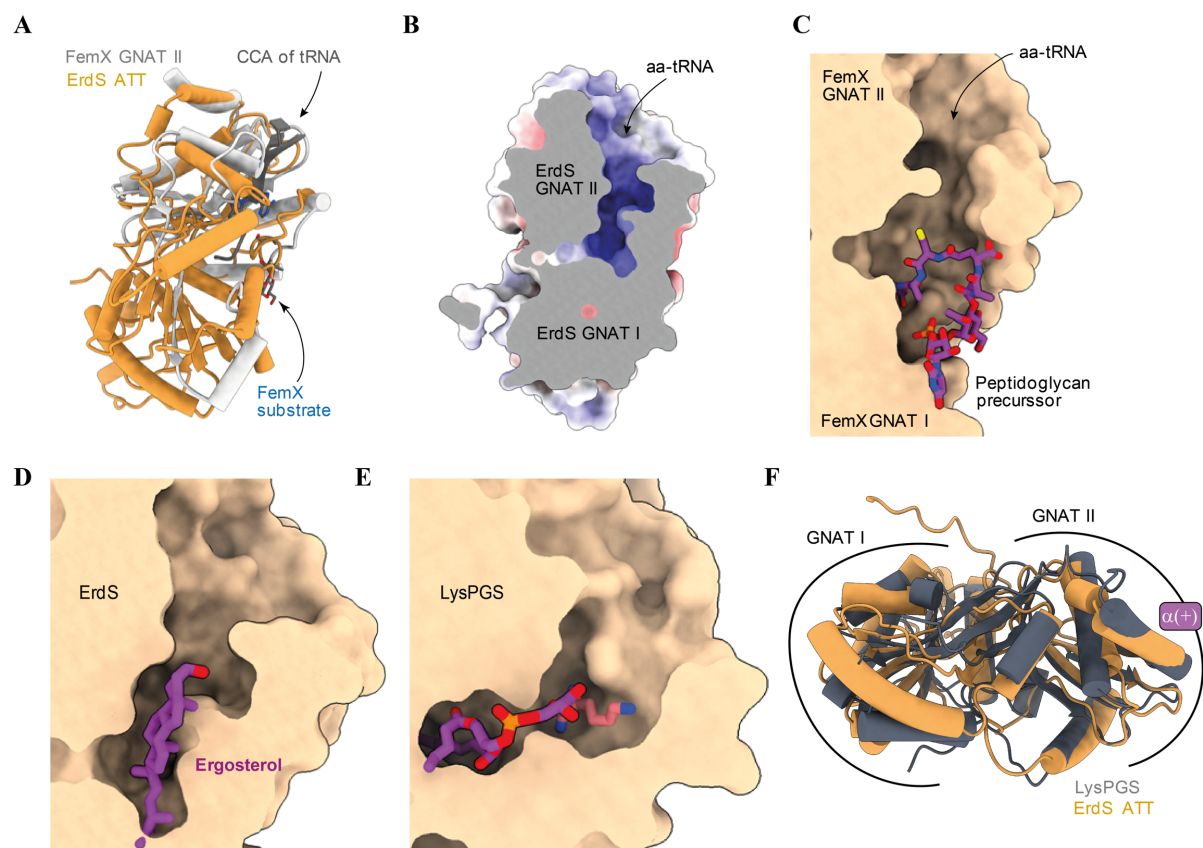 A
FemX GNAT II
ErdS ATT
CCA of tRNA
FemX
substrate
B
aa-tRNA
ErdS
GNAT II
ErdS GNAT I
C
FemX
GNAT II
aa-tRNA
Peptidoglycan
precurssor
FemX GNAT I
D
ErdS
Ergosterol
E
LysPGS
F
GNAT I
GNAT II
α(+)
LysPGS
ErdS ATT